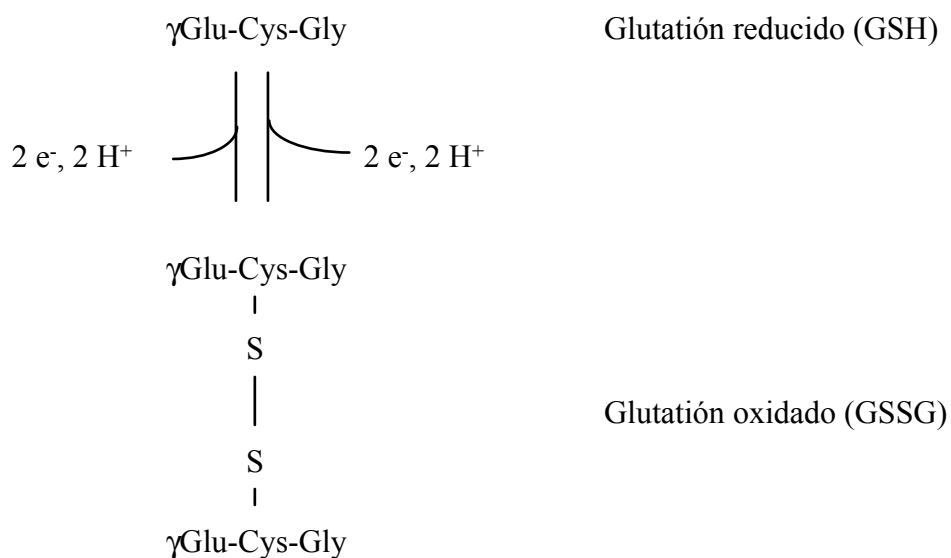 γGlu-Cys-Gly Glutatión reducido (GSH)
2 e-, 2 H+ 2 e-, 2 H+
γGlu-Cys-Gly
S
Glutatión oxidado (GSSG)
S
γGlu-Cys-Gly